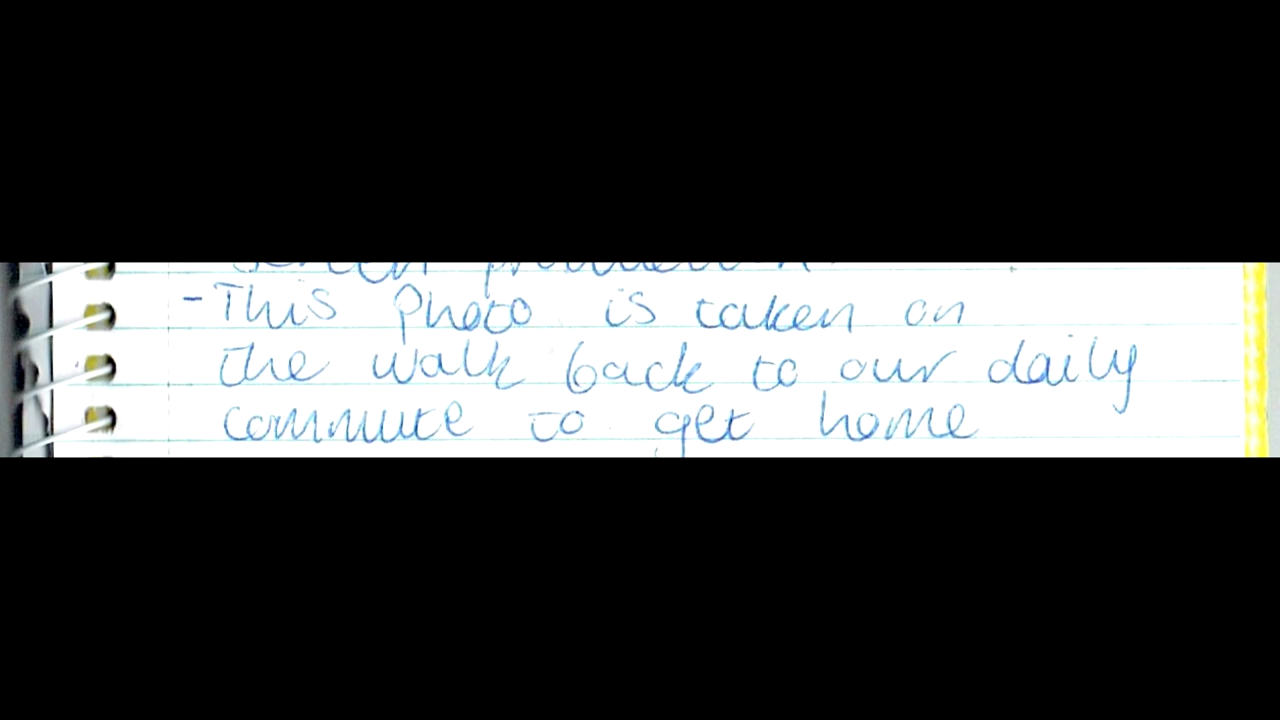 - This photo is taken on
the walk back to our daily
commute to get home